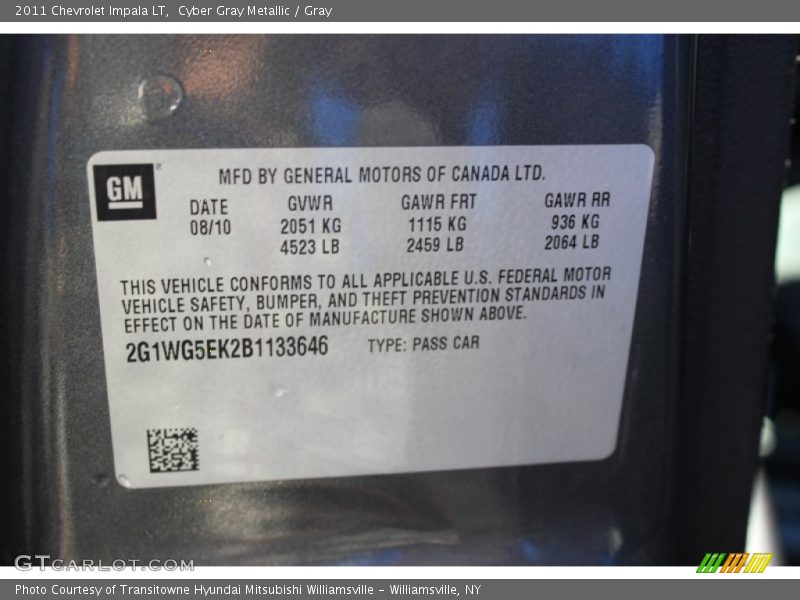 2011 Chevrolet Impala LT, Cyber Gray Metallic / Gray
GM
MFD BY GENERAL MOTORS OF CANADA LTD.
DATE GVWR GAWR FRT GAWR RR
08/10 2051 KG 1115 KG 936 KG
4523 LB 2459 LB 2064 LB
THIS VEHICLE CONFORMS TO ALL APPLICABLE U.S. FEDERAL MOTOR
VEHICLE SAFETY, BUMPER, AND THEFT PREVENTION STANDARDS IN
EFFECT ON THE DATE OF MANUFACTURE SHOWN ABOVE.
2G1WG5EK2B1133646 TYPE: PASS CAR
GTCARLOT.COM
Photo Courtesy of Transitowne Hyundai Mitsubishi Williamsville - Williamsville, NY